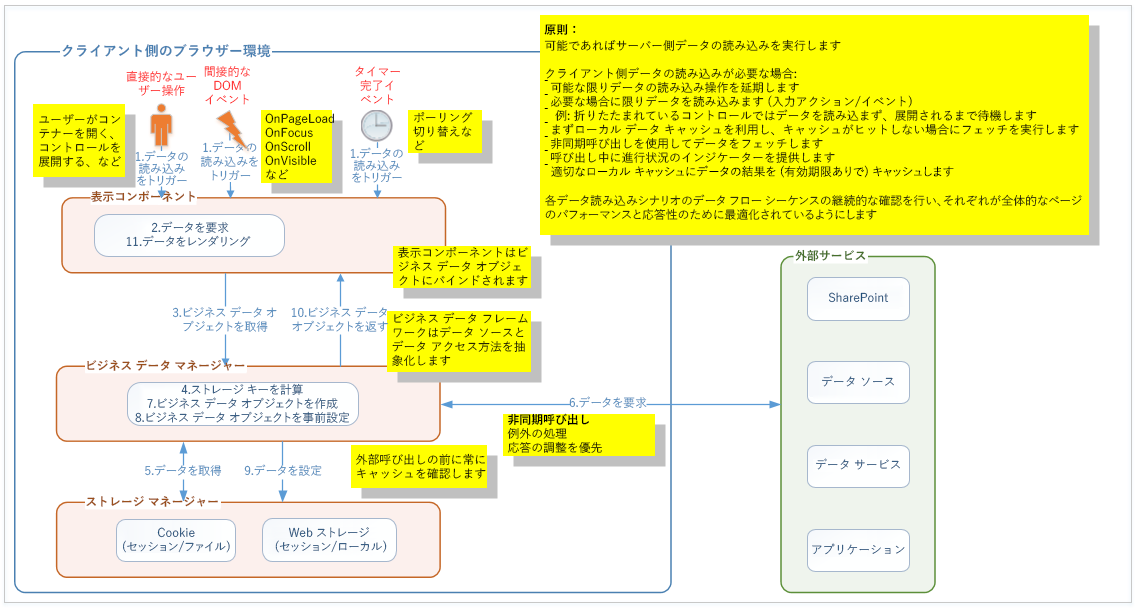 クライアント側のブラウザー環境
直接的なユー
ザー操作
間接的な
DOM
イベント
タイマー
完了イ
ベント
ユーザーがコン
テナーを開く、
コントロールを
展開する、など
OnPageLoad
OnFocus
OnScroll
OnVisible
など
ポーリング
切り替えな
ど
1.データの
読み込み
をトリガー
1.データの
読み込みを
トリガー
1.データの
読み込み
をトリガー
原則：
可能であればサーバー側データの読み込みを実行します
クライアント側データの読み込みが必要な場合:
- 可能な限りデータの読み込み操作を延期します
- 必要な場合に限りデータを読み込みます (入力アクション/イベント)
- 例: 折りたたまれているコントロールではデータを読み込まず、展開されるまで待機します
- まずローカル データ キャッシュを利用し、キャッシュがヒットしない場合にフェッチを実行します
- 非同期呼び出しを使用してデータをフェッチします
- 呼び出し中に進行状況のインジケーターを提供します
- 適切なローカル キャッシュにデータの結果を (有効期限ありで) キャッシュします
各データ読み込みシナリオのデータ フロー シーケンスの継続的な確認を行い、それぞれが全体的なページ
のパフォーマンスと応答性のために最適化されているようにします
表示コンポーネント
2.データを要求
11.データをレンダリング
表示コンポーネントはビ
ジネス データ オブジェ
クトにバインドされます
3.ビジネス データ オ
ブジェクトを取得
10.ビジネス データ
オブジェクトを返す
ビジネス データ フレーム
ワークはデータ ソースと
データ アクセス方法を抽
象化します
ビジネス データ マネージャー
4.ストレージ キーを計算
7.ビジネス データ オブジェクトを作成
8.ビジネス データ オブジェクトを事前設定
6.データを要求
非同期呼び出し
例外の処理
応答の調整を優先
5.データを取得
9.データを設定
外部呼び出しの前に常に
キャッシュを確認します
ストレージ マネージャー
Cookie
(セッション/ファイル)
Web ストレージ
(セッション/ローカル)
外部サービス
SharePoint
データ ソース
データ サービス
アプリケーション